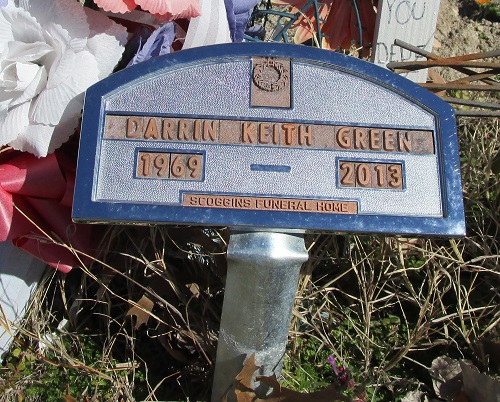 YOU
DARRIN KEITH GREEN
1969 - 2013
SCOGGINS FUNERAL HOME